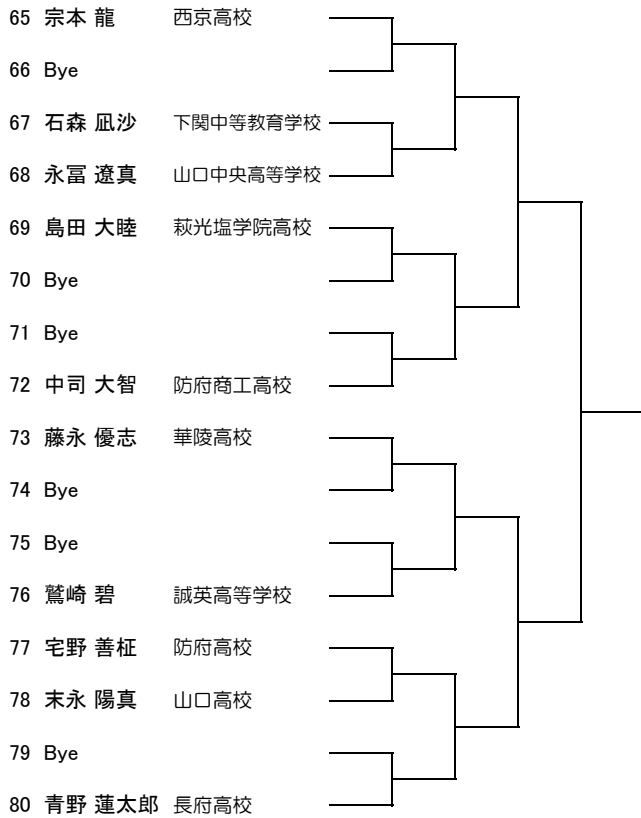 65 宗本 龍 西京高校
66 Bye
67 石森 凪沙 下関中等教育学校
68 永冨 遼真 山口中央高等学校
69 島田 大睦 萩光塩学院高校
70 Bye
71 Bye
72 中司 大智 防府商工高校
73 藤永 優志 華陵高校
74 Bye
75 Bye
76 鷲崎 碧 誠英高等学校
77 宅野 善柾 防府高校
78 末永 陽真 山口高校
79 Bye
80 青野 蓮太郎 長府高校